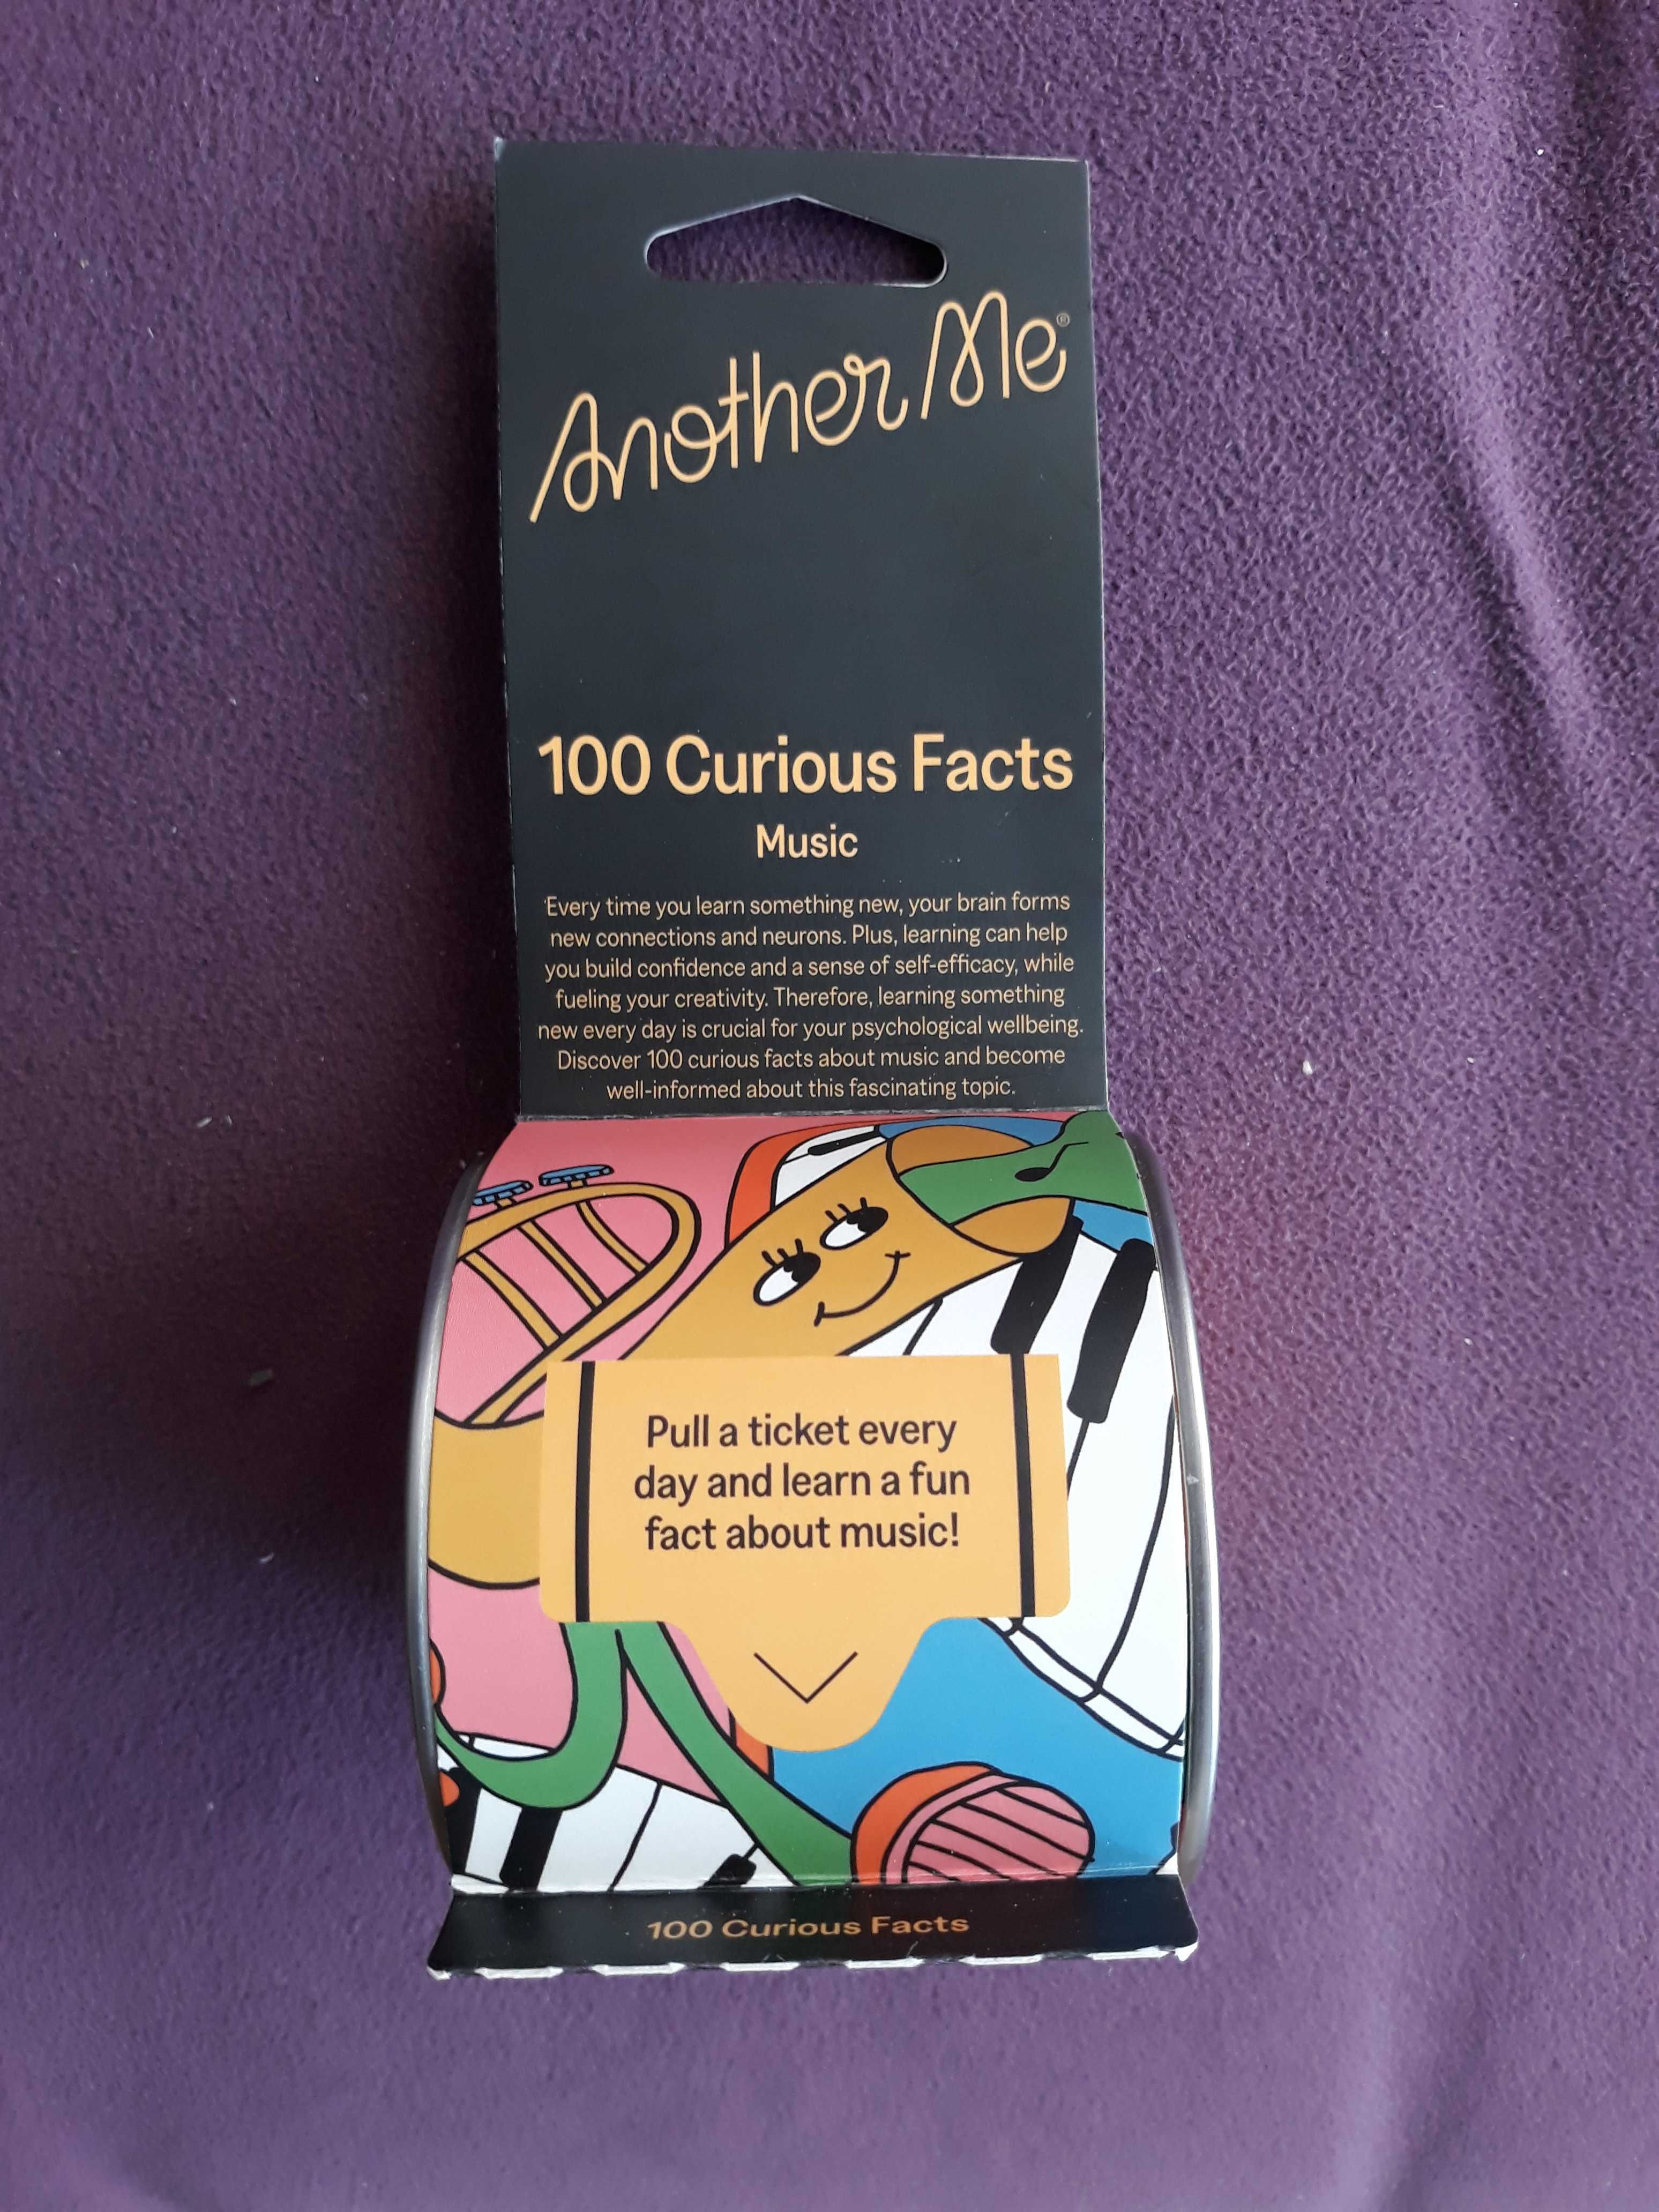 Another Me®
100 Curious Facts
Music
Every time you learn something new, your brain forms
new connections and neurons. Plus, learning can help
you build confidence and a sense of self-efficacy, while
fueling your creativity. Therefore, learning something
new every day is crucial for your psychological wellbeing.
Discover 100 curious facts about music and become
well-informed about this fascinating topic.
Pull a ticket every
day and learn a fun
fact about music!
100 Curious Facts